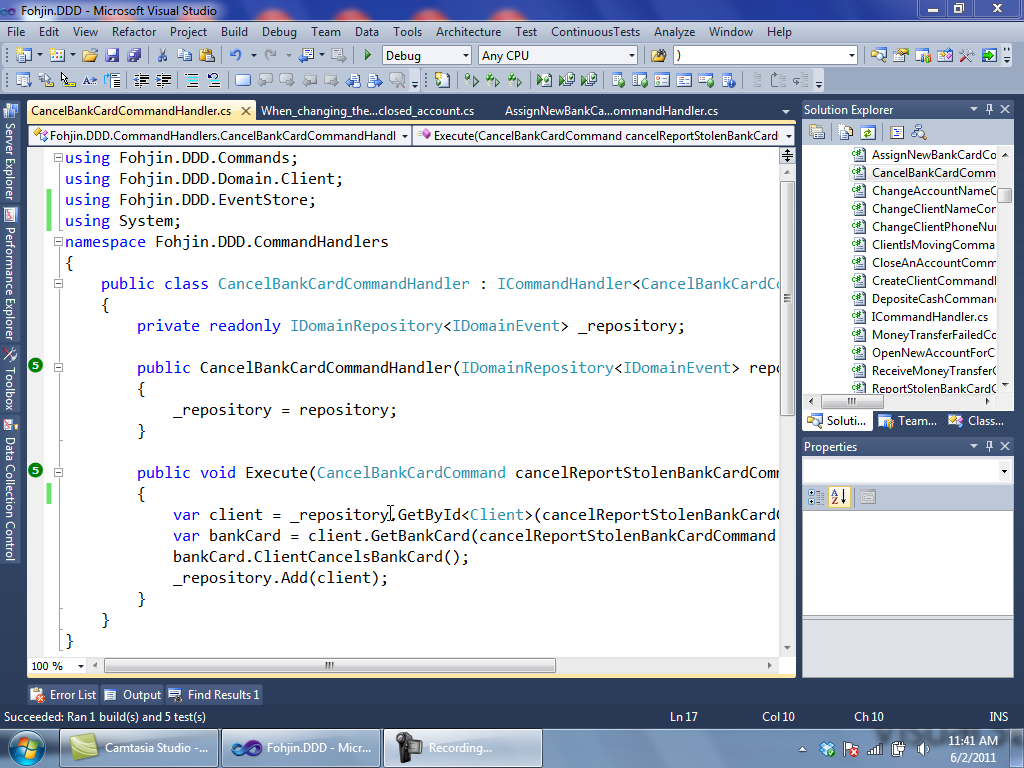 Fohjin.DDD - Microsoft Visual Studio
File Edit View Refactor Project Build Debug Team Data Tools Architecture Test ContinuousTests Analyze Window Help
Debug Any CPU )
CancelBankCardCommandHandler.cs When_changing_the...closed_account.cs AssignNewBankCa...ommandHandler.cs
Fohjin.DDD.CommandHandlers.CancelBankCardCommandHandl Execute(CancelBankCardCommand cancelReportStolenBankCard
using Fohjin.DDD.Commands;
using Fohjin.DDD.Domain.Client;
using Fohjin.DDD.EventStore;
using System;
namespace Fohjin.DDD.CommandHandlers
{
public class CancelBankCardCommandHandler : ICommandHandler<CancelBankCardCo
{
private readonly IDomainRepository<IDomainEvent> _repository;
5 public CancelBankCardCommandHandler(IDomainRepository<IDomainEvent> repo
{
_repository = repository;
}
5 public void Execute(CancelBankCardCommand cancelReportStolenBankCardComm
{
var client = _repository.GetById<Client>(cancelReportStolenBankCardC
var bankCard = client.GetBankCard(cancelReportStolenBankCardCommand
bankCard.ClientCancelsBankCard();
_repository.Add(client);
}
}
}
100 %
Server Explorer
Performance Explorer
Toolbox
Data Collection Control
Solution Explorer
AssignNewBankCardCo
CancelBankCardComm
ChangeAccountNameC
ChangeClientNameCon
ChangeClientPhoneNu
ClientIsMovingComma
CloseAnAccountComm
CreateClientCommandl
DepositeCashComman
ICommandHandler.cs
MoneyTransferFailedCo
OpenNewAccountForC
ReceiveMoneyTransferC
ReportStolenBankCardC
Soluti... Team... Class...
Properties
Error List Output Find Results 1
Succeeded: Ran 1 build(s) and 5 test(s) Ln 17 Col 10 Ch 10 INS
Camtasia Studio -... Fohjin.DDD - Micr... Recording...
11:41 AM
6/2/2011